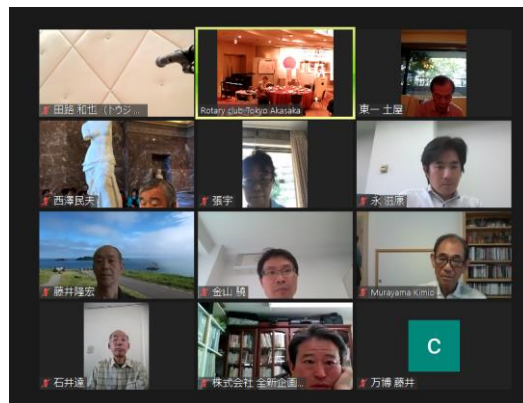 田路 和也 (トウジ...
Rotary club Tokyo Akasaka
東一 土屋
西澤民夫
張宇
永田源
藤井隆宏
金山 驍
Murayama Kimio
石井達
株式会社 全新企画...
C
万博 藤井